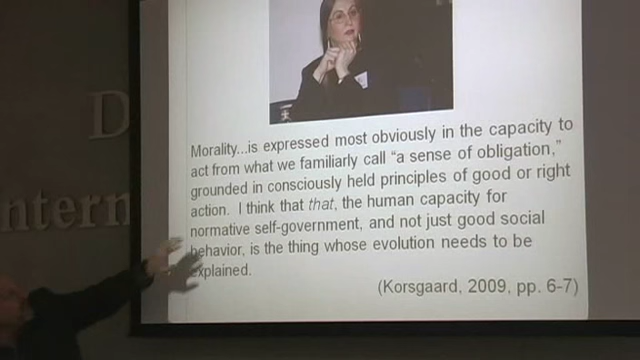 D
ntern
Morality...is expressed most obviously in the capacity to
act from what we familiarly call “a sense of obligation,”
grounded in consciously held principles of good or right
action. I think that that, the human capacity for
normative self-government, and not just good social
behavior, is the thing whose evolution needs to be
explained.
(Korsgaard, 2009, pp. 6-7)